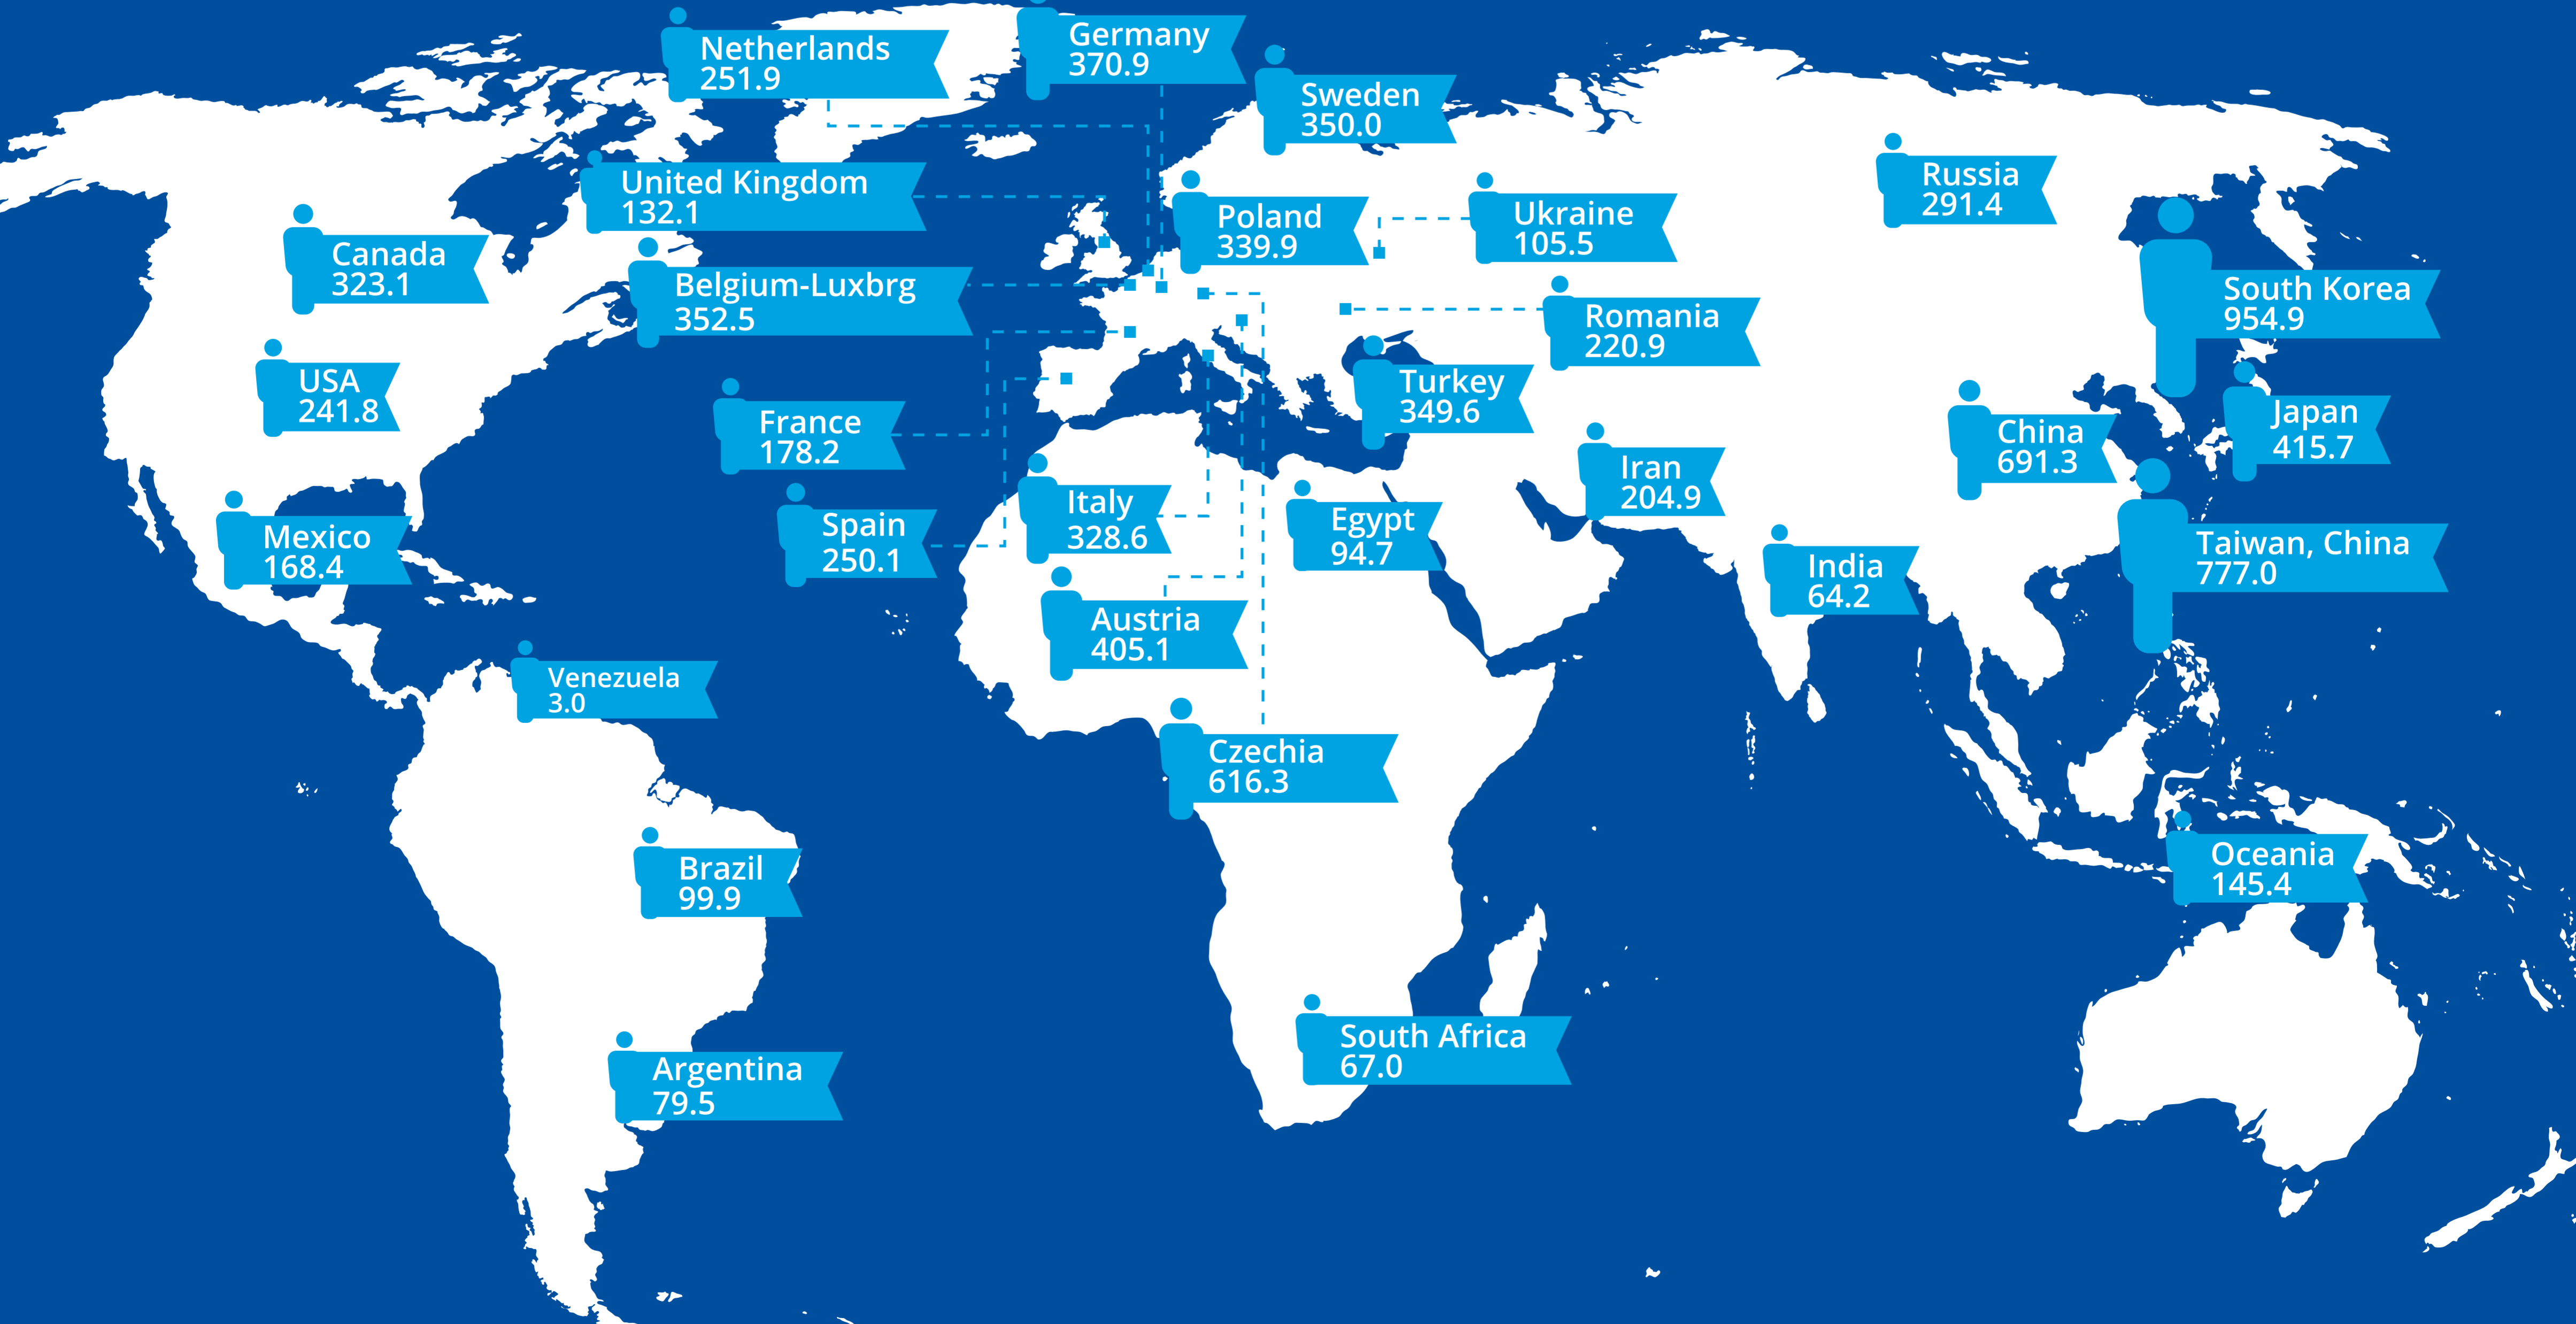 Netherlands
251.9
Germany
370.9
Sweden
350.0
United Kingdom
132.1
Poland
339.9
Ukraine
105.5
Russia
291.4
Canada
323.1
Belgium-Luxbrg
352.5
Romania
220.9
South Korea
954.9
USA
241.8
France
178.2
Turkey
349.6
China
691.3
Japan
415.7
Mexico
168.4
Spain
250.1
Italy
328.6
Egypt
94.7
Iran
204.9
India
64.2
Taiwan, China
777.0
Austria
405.1
Venezuela
3.0
Czechia
616.3
Brazil
99.9
Oceania
145.4
South Africa
67.0
Argentina
79.5